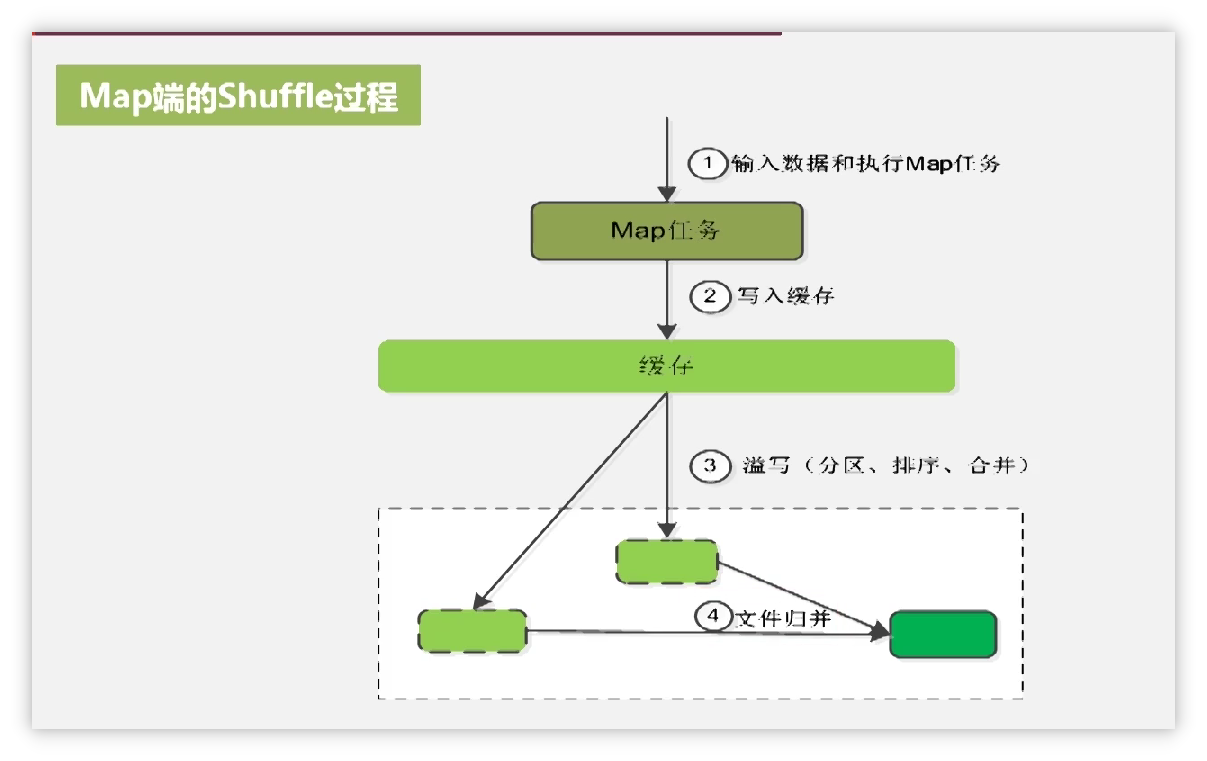 Map端的Shuffle过程
1 输入数据和执行Map任务
Map任务
2 写入缓存
缓存
3 溢写（分区、排序、合并）
4 文件归并